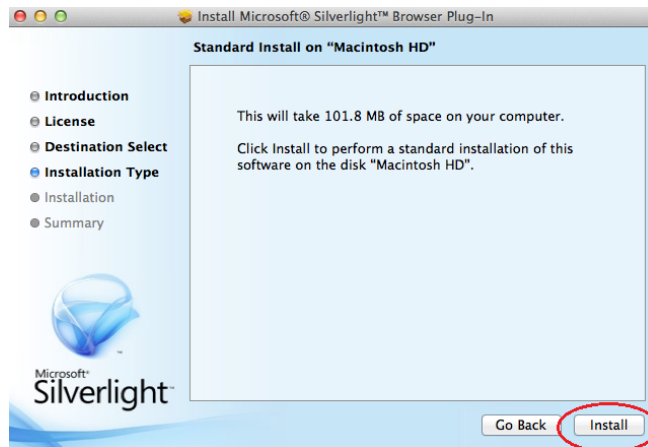 Install Microsoft® Silverlight™ Browser Plug-In
Standard Install on “Macintosh HD”
Introduction
License
Destination Select
Installation Type
Installation
Summary
This will take 101.8 MB of space on your computer.
Click Install to perform a standard installation of this
software on the disk “Macintosh HD”.
Microsoft®
Silverlight™
Go Back
Install